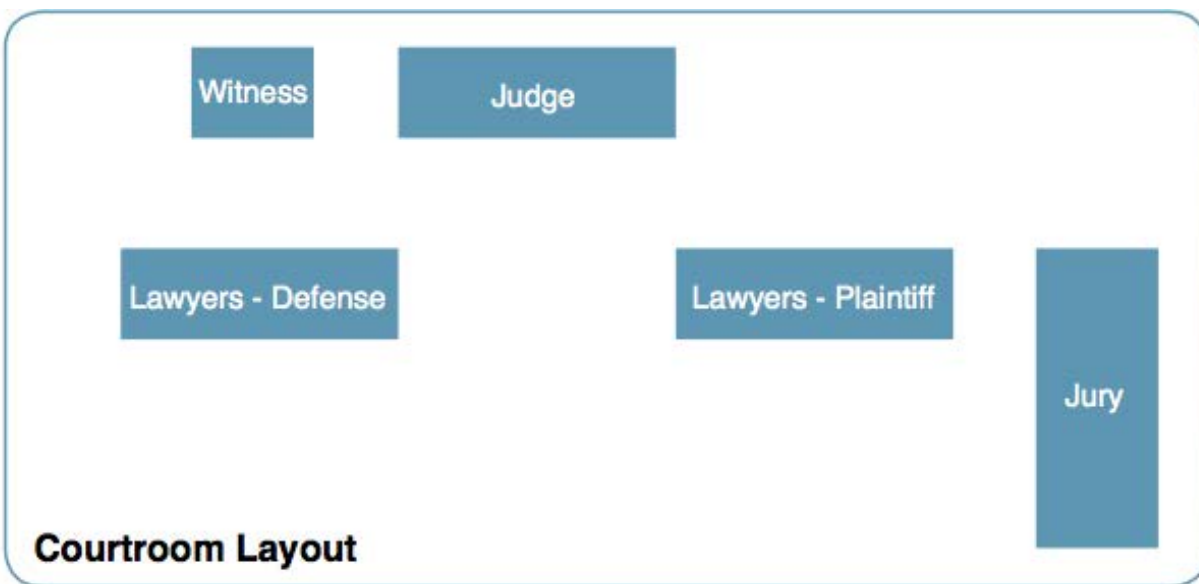 Witness
Judge
Lawyers - Defense
Lawyers - Plaintiff
Jury
Courtroom Layout